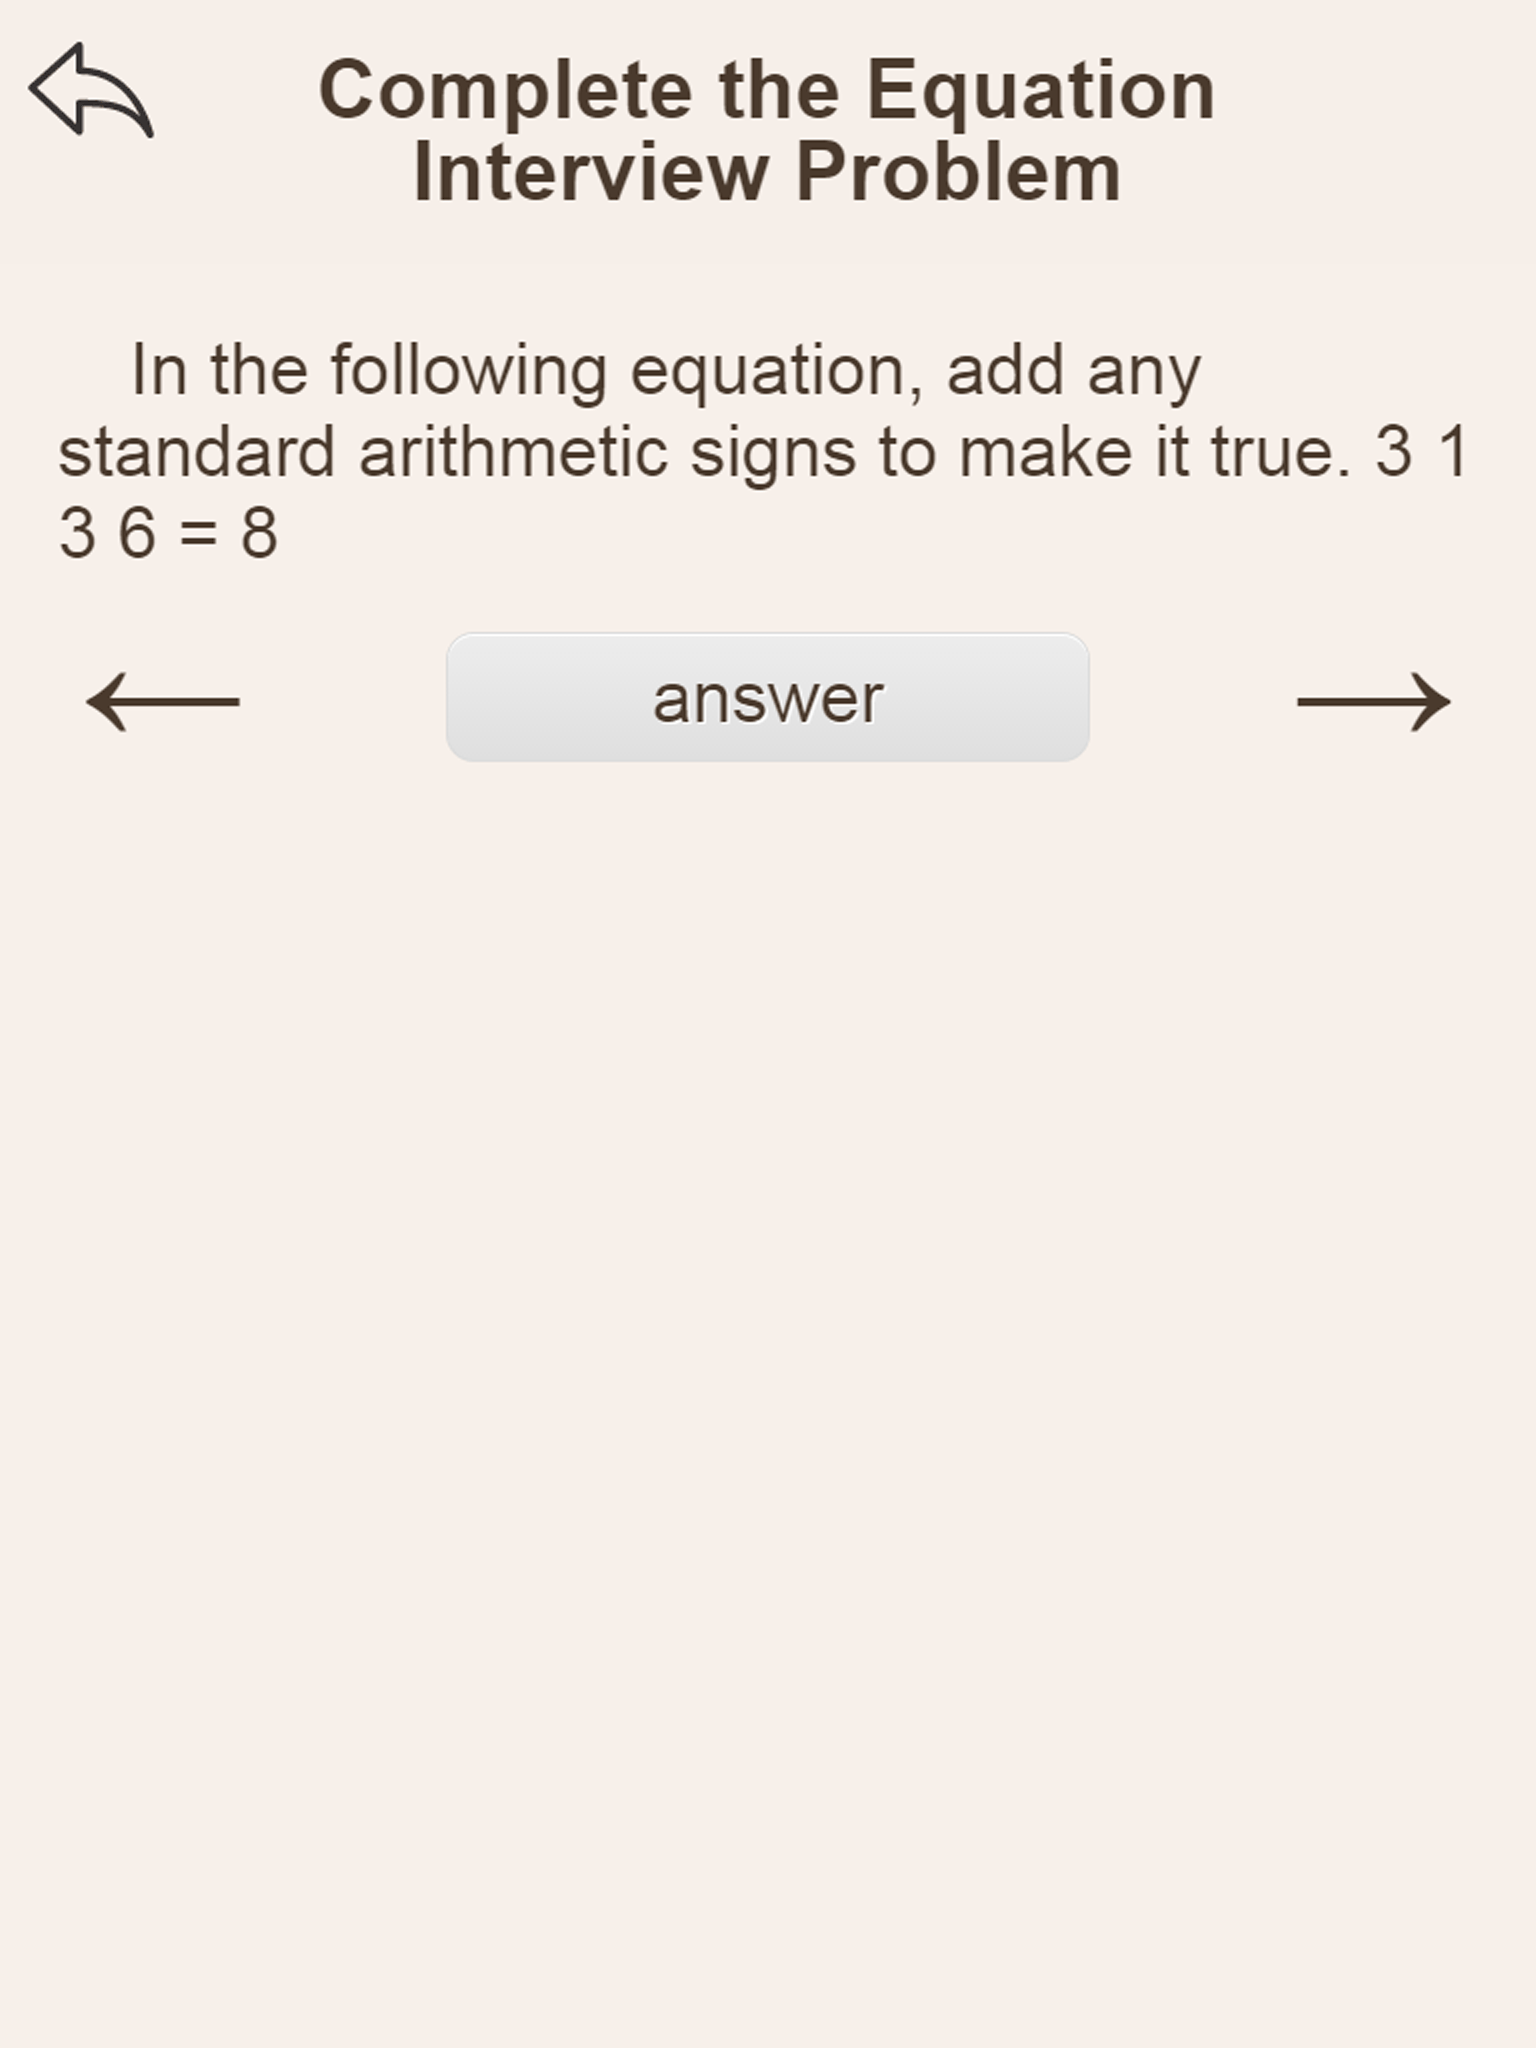 Complete the Equation
Interview Problem
In the following equation, add any
standard arithmetic signs to make it true. 3 1
3 6 = 8
← answer →